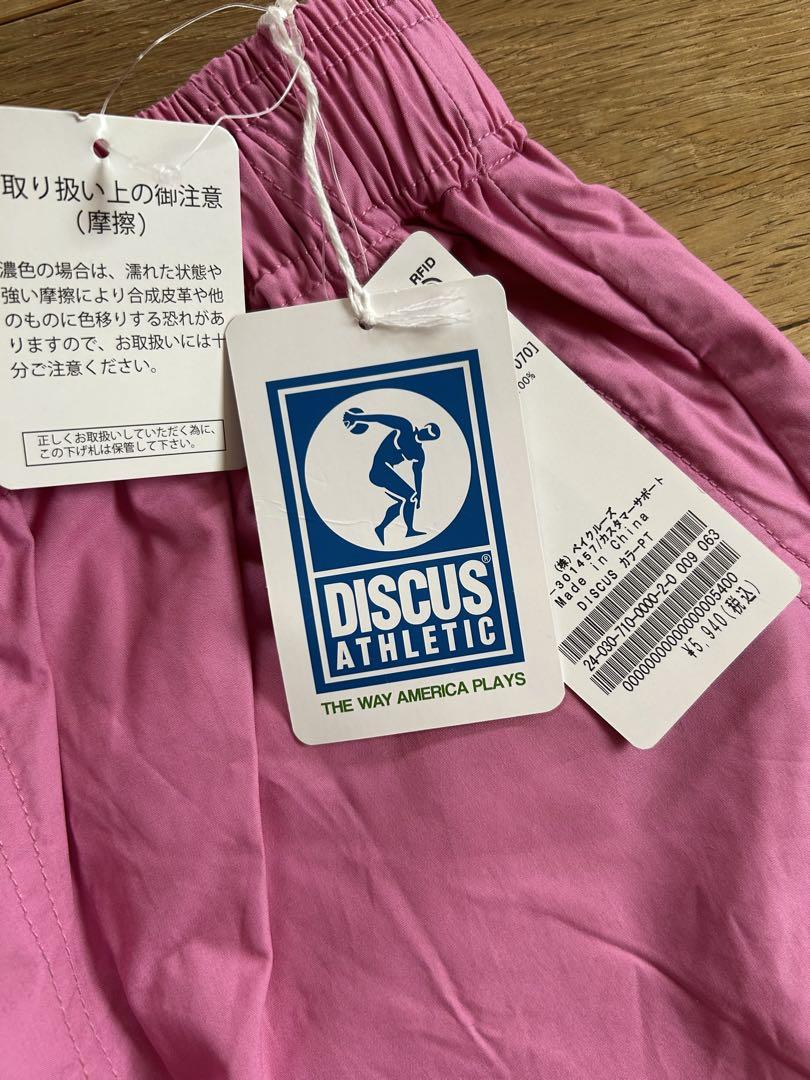 取り扱い上の御注意
(摩擦)
濃色の場合は、濡れた状態や
強い摩擦により合成皮革や他
のものに色移りする恐れがあ
りますので、お取扱いには十
分ご注意ください。
正しくお取扱いしていただく為に、
この下げ札は保管して下さい。
DISCUS®
ATHLETIC
THE WAY AMERICA PLAYS
RFID
070]
00%
(株) ベイクルーズ
-301457/カスタマーサポート
Made in China
DISCUS カラーPT
24-030-710-0000-2-0 009 063
0000000000000000005400
¥5,940(税込)